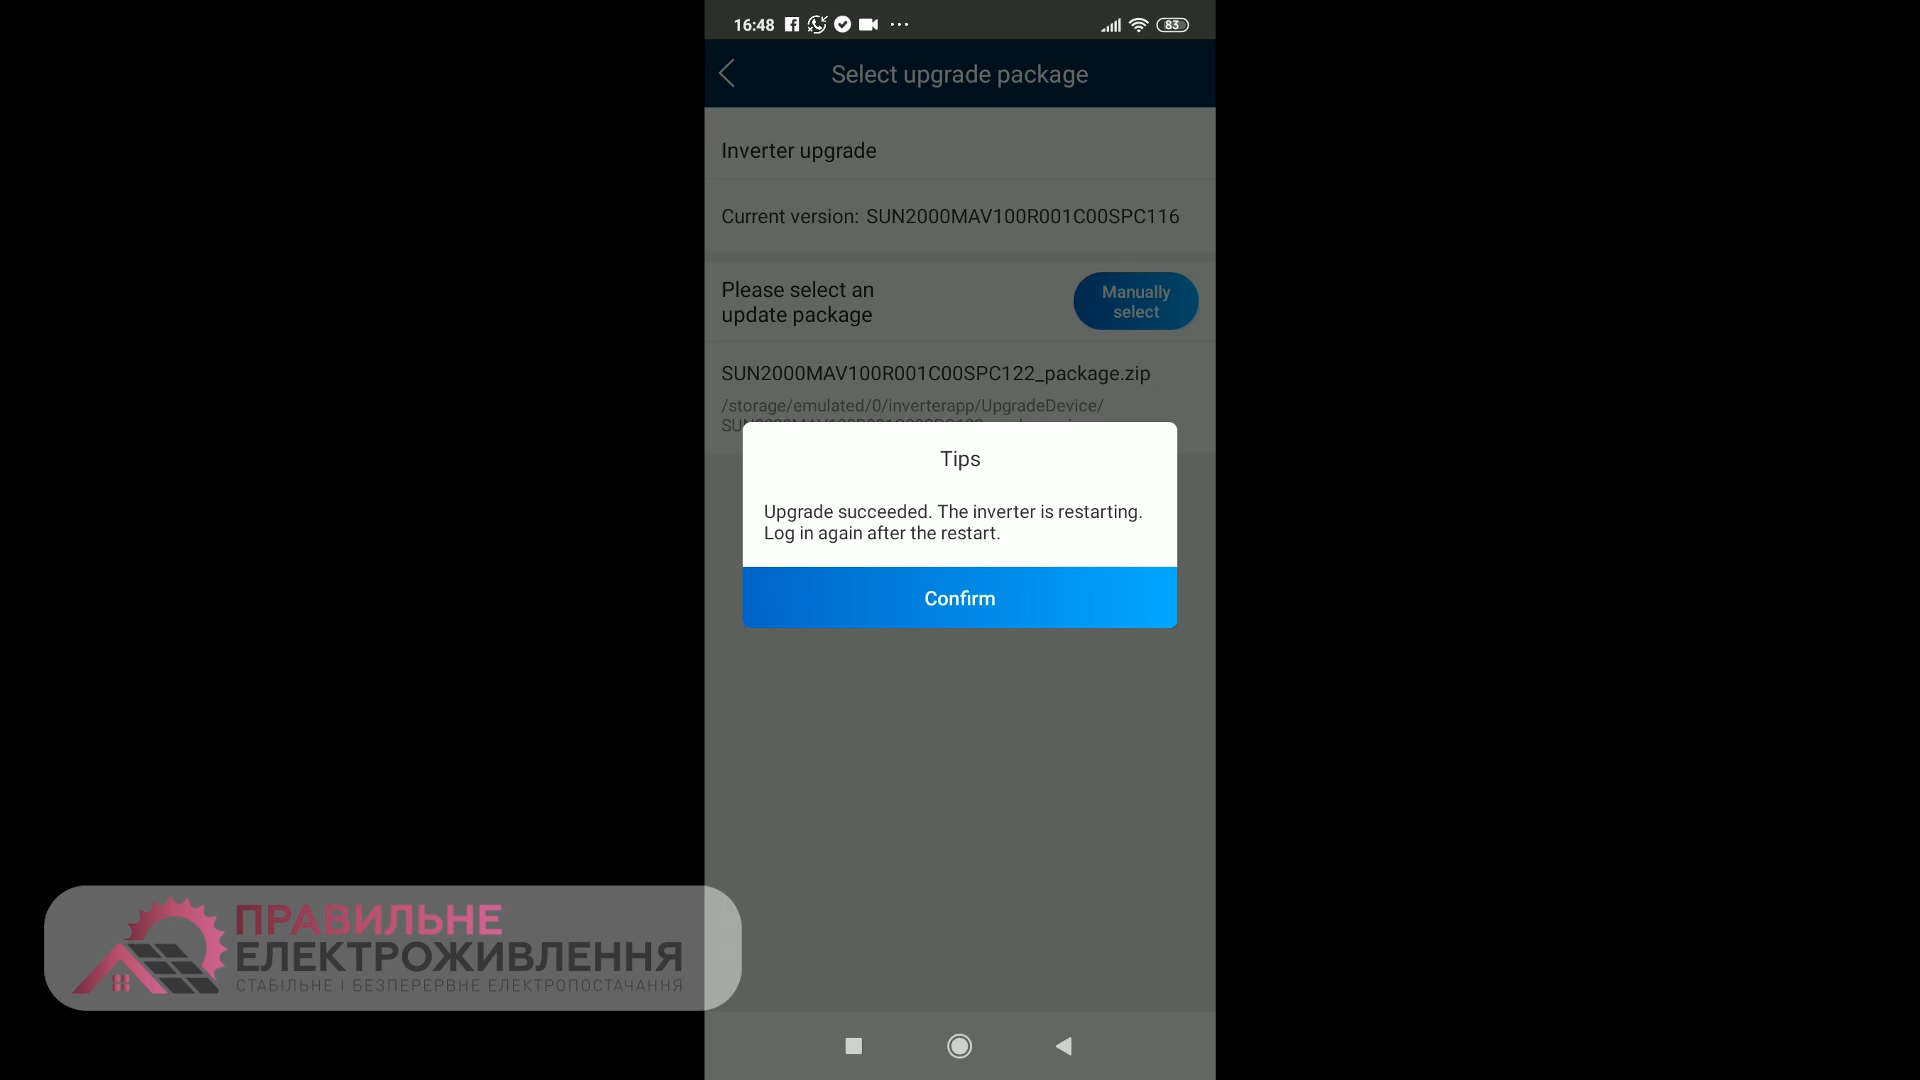 16:48
83
Select upgrade package
Inverter upgrade
Current version: SUN2000MAV100R001C00SPC116
Please select an
update package
Manually
select
SUN2000MAV100R001C00SPC122_package.zip
/storage/emulated/0/inverterapp/UpgradeDevice/
Tips
Upgrade succeeded. The inverter is restarting.
Log in again after the restart.
Confirm
ПРАВИЛЬНЕ
ЕЛЕКТРОЖИВЛЕННЯ
СТАБІЛЬНЕ І БЕЗПЕРЕРВНЕ ЕЛЕКТРОПОСТАЧАННЯ